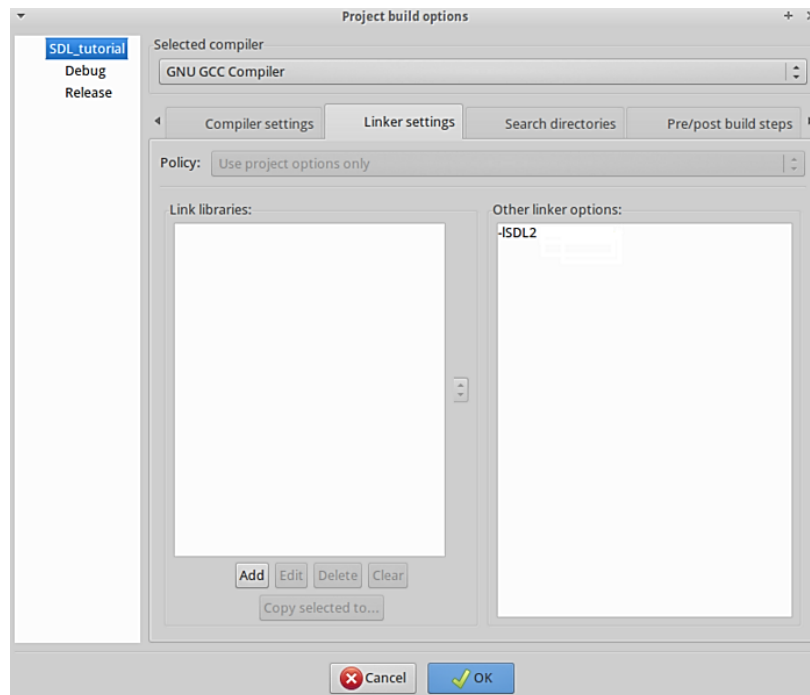 Project build options
SDL_tutorial
Debug
Release
Selected compiler
GNU GCC Compiler
Compiler settings
Linker settings
Search directories
Pre/post build steps
Policy:
Use project options only
Link libraries:
Other linker options:
-lSDL2
Add
Edit
Delete
Clear
Copy selected to...
Cancel
OK